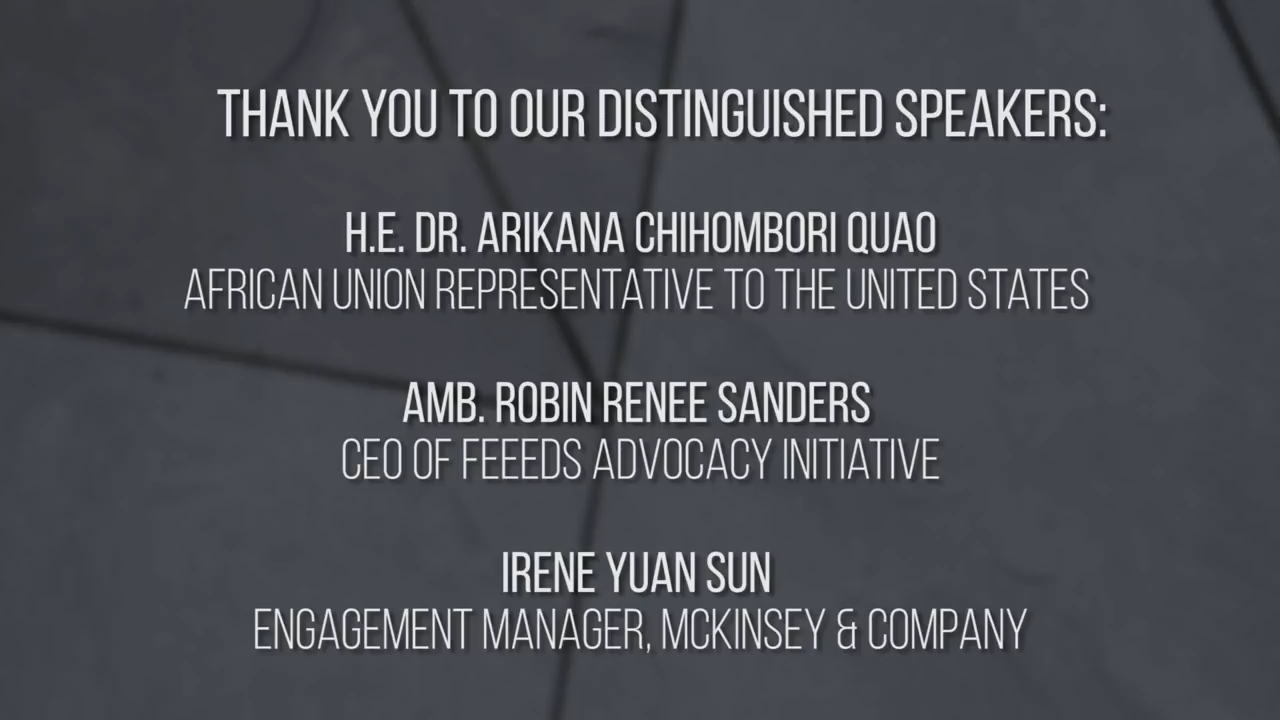 THANK YOU TO OUR DISTINGUISHED SPEAKERS:
H.E. DR. ARIKANA CHIHOMBORI QUAO
AFRICAN UNION REPRESENTATIVE TO THE UNITED STATES
AMB. ROBIN RENEE SANDERS
CEO OF FEEEDS ADVOCACY INITIATIVE
IRENE YUAN SUN
ENGAGEMENT MANAGER, MCKINSEY & COMPANY